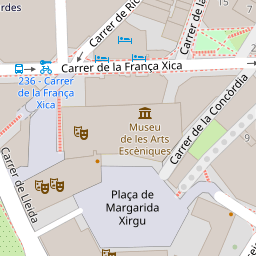 rdes
Carrer de Ri
Carrer de la França Xica
236 - Carrer
de la França
Xica
Carrer de la Concòrdia
Museu
de les Arts
Escèniques
Carrer de Lleida
Plaça de
Margarida
Xirgu